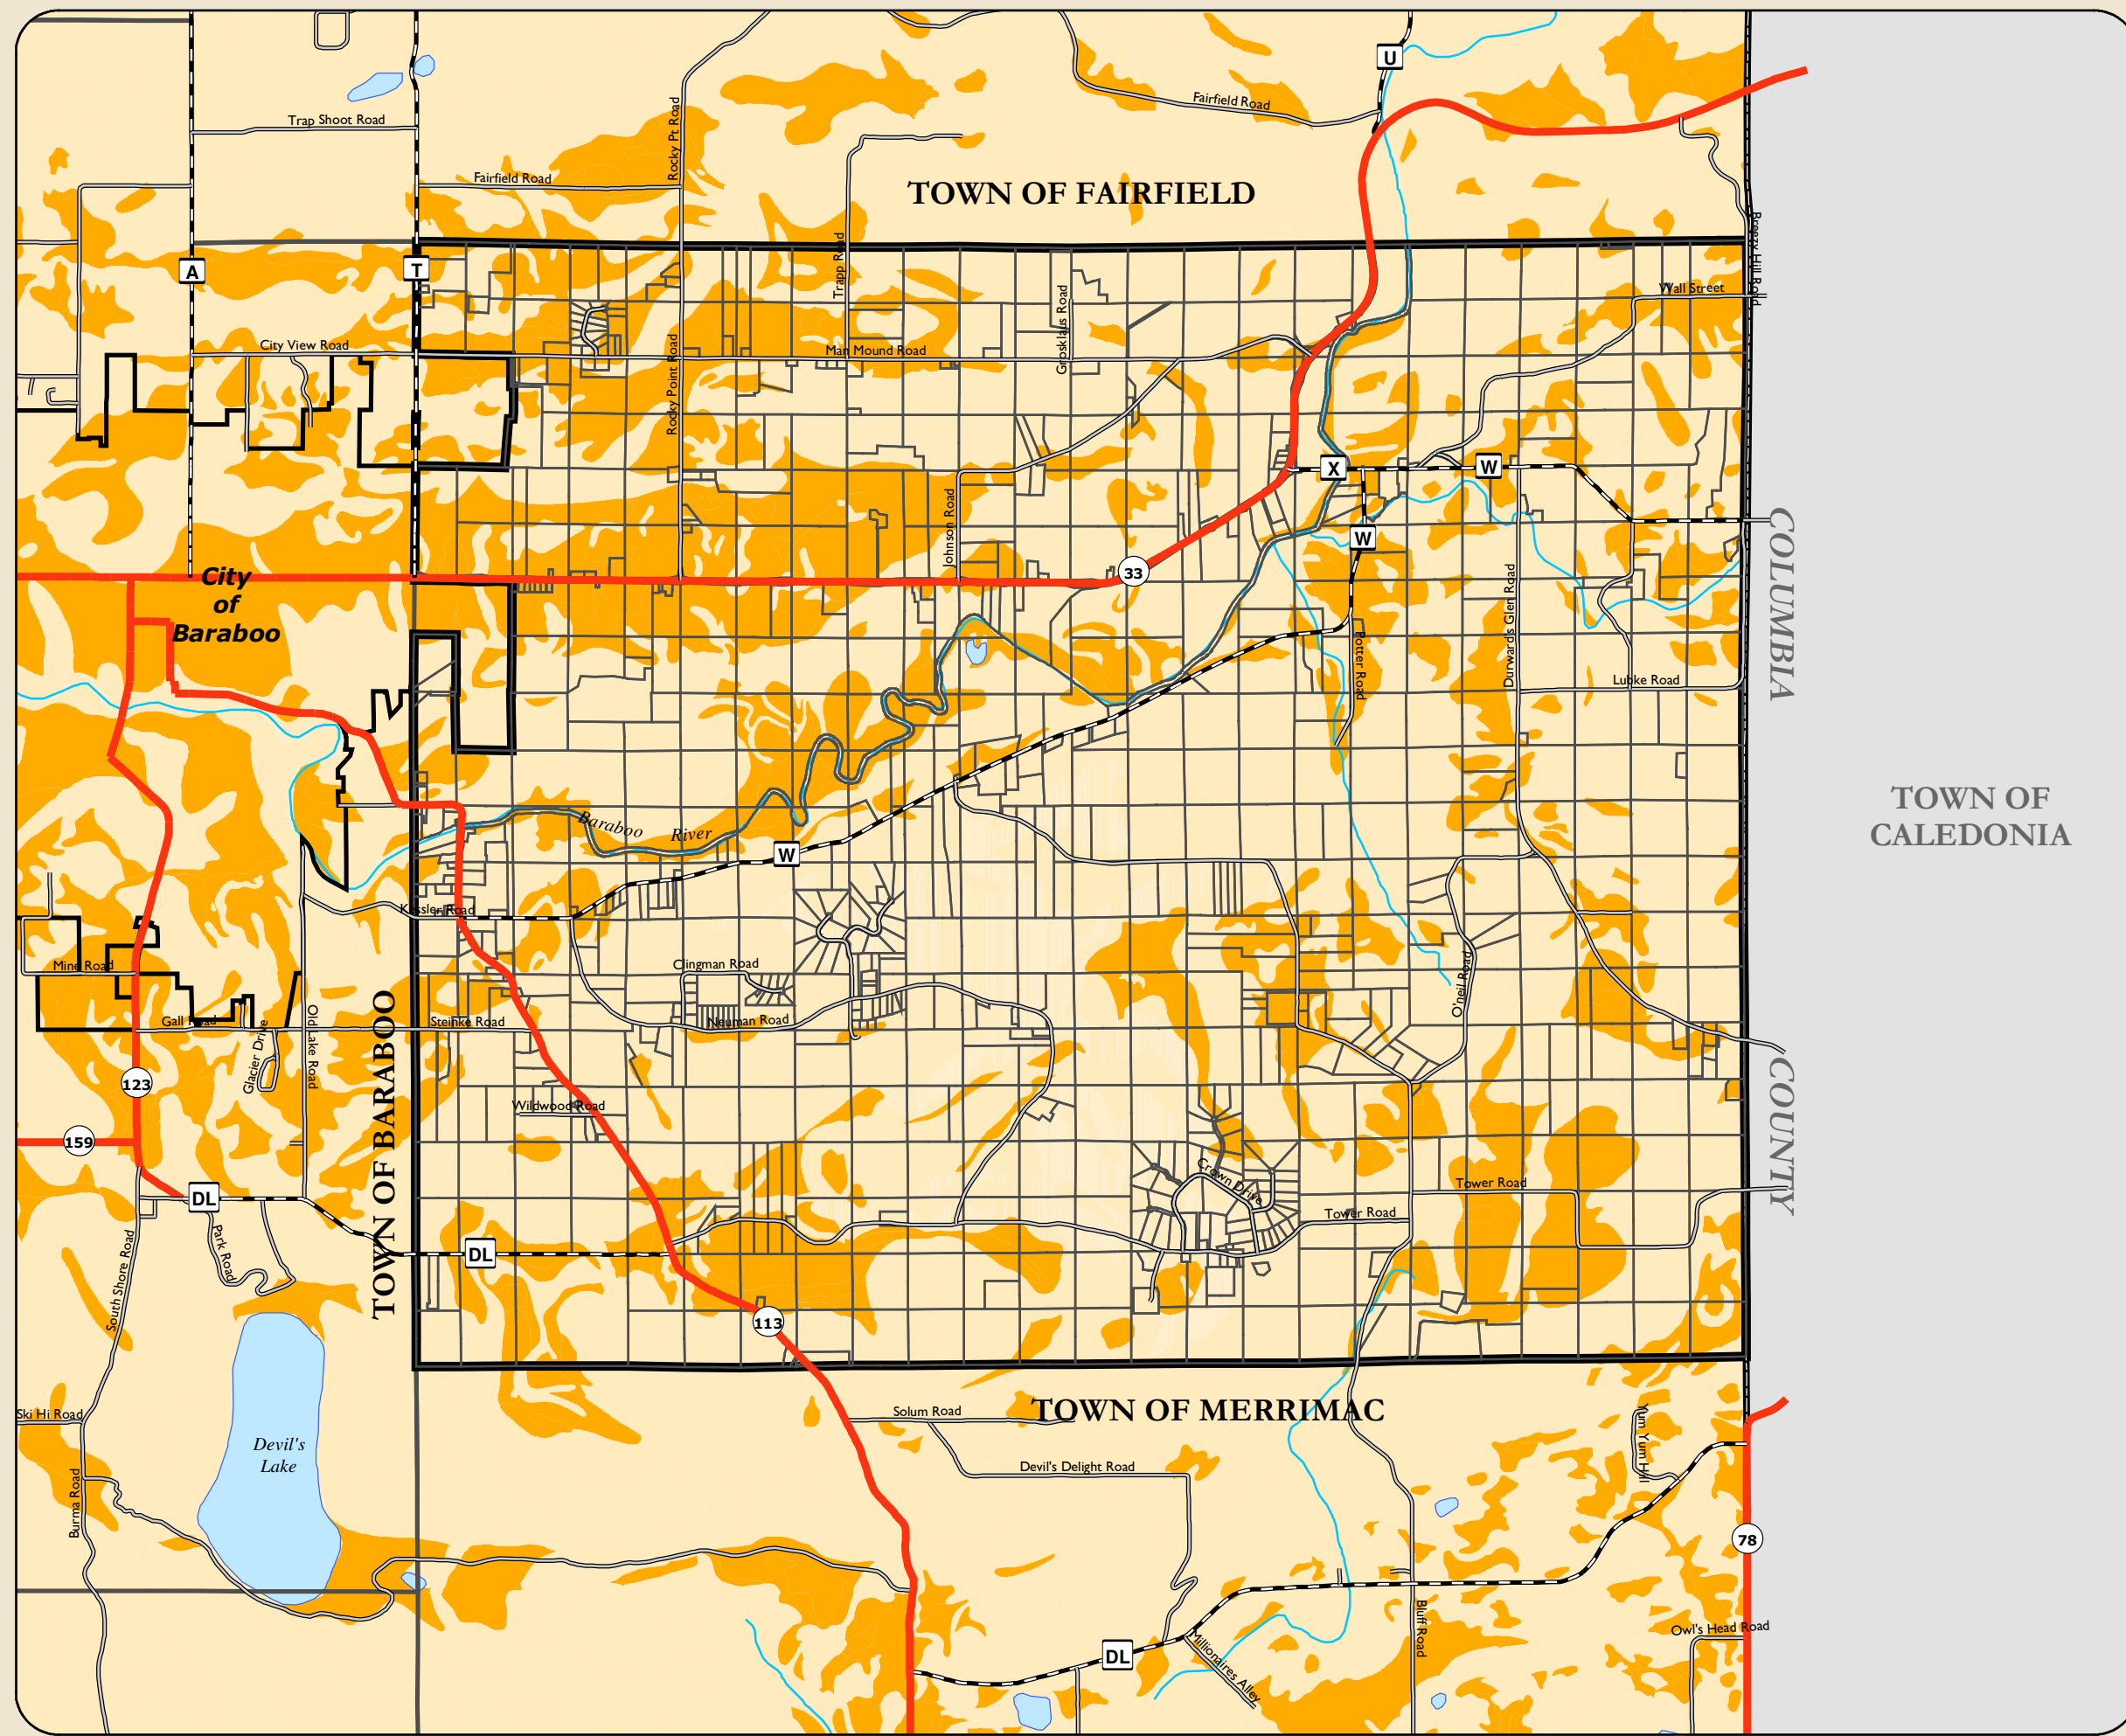 U
Fairfield Road
Trap Shoot Road
Rocky Pt Road
Fairfield Road
TOWN OF FAIRFIELD
A
T
Trapp Road
Wall Street
Grosklaus Road
City View Road
Man Mound Road
Rocky Point Road
X
W
Johnson Road
W
COLUMBIA
33
City
of
Baraboo
Durwards Glen Road
Potter Road
Lubke Road
TOWN OF
CALEDONIA
Baraboo River
W
Kessler Road
Mine Road
Clingman Road
O'neil Road
Gall Road
Glacier Drive
Old Lake Road
TOWN OF BARABOO
Steinke Road
Neuman Road
COUNTY
123
Wildwood Road
159
Crown Drive
Tower Road
DL
Tower Road
Park Road
South Shore Road
DL
113
Ski Hi Road
Solum Road
TOWN OF MERRIMAC
Yum Yum Hill
Devil's
Lake
Devil's Delight Road
Burma Road
78
Bluff Road
Owl's Head Road
DL
Millionaires Alley